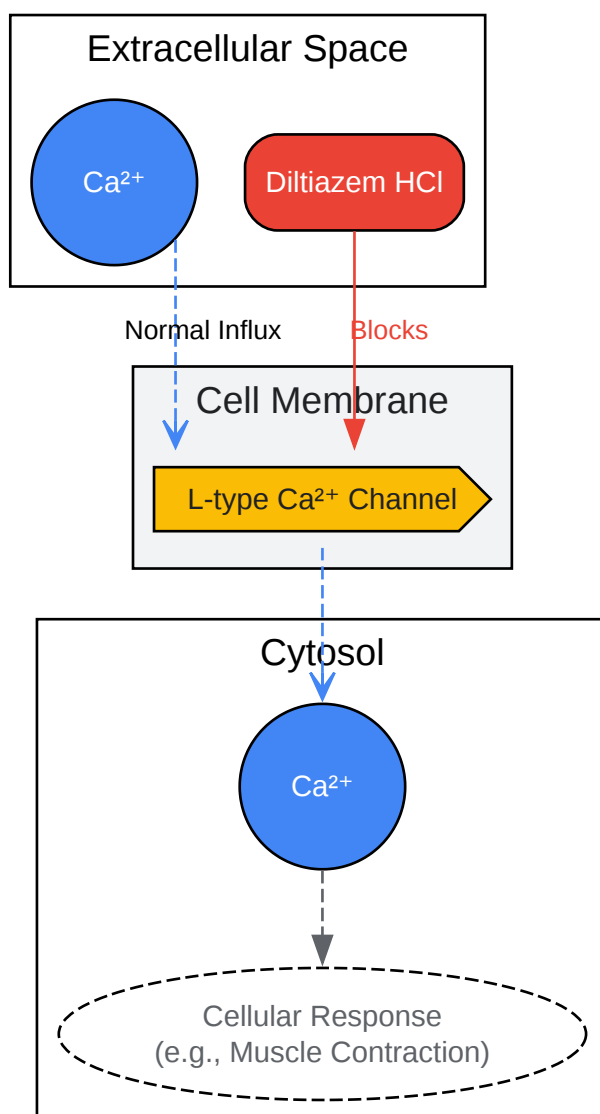 Extracellular Space
Ca²⁺
Diltiazem HCl
Normal Influx
Blocks
Cell Membrane
L-type Ca²⁺ Channel
Cytosol
Ca²⁺
Cellular Response
(e.g., Muscle Contraction)